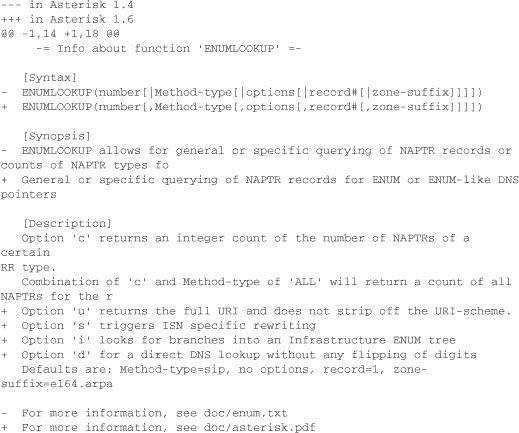 --- in Asterisk 1.4
+++ in Asterisk 1.6
@@ -1,14 +1,18 @@
-= Info about function 'ENUMLOOKUP' =-
[Syntax]
- ENUMLOOKUP(number[|Method-type[|options[|record#[|zone-suffix]]]])
+ ENUMLOOKUP(number[,Method-type[,options[,record#[,zone-suffix]]]])
[Synopsis]
- ENUMLOOKUP allows for general or specific querying of NAPTR records or
counts of NAPTR types fo
+ General or specific querying of NAPTR records for ENUM or ENUM-like DNS
pointers
[Description]
Option 'c' returns an integer count of the number of NAPTRs of a
certain
RR type.
Combination of 'c' and Method-type of 'ALL' will return a count of all
NAPTRs for the r
+ Option 'u' returns the full URI and does not strip off the URI-scheme.
+ Option 's' triggers ISN specific rewriting
+ Option 'i' looks for branches into an Infrastructure ENUM tree
+ Option 'd' for a direct DNS lookup without any flipping of digits
Defaults are: Method-type=sip, no options, record=1, zone-
suffix=e164.arpa
- For more information, see doc/enum.txt
+ For more information, see doc/asterisk.pdf